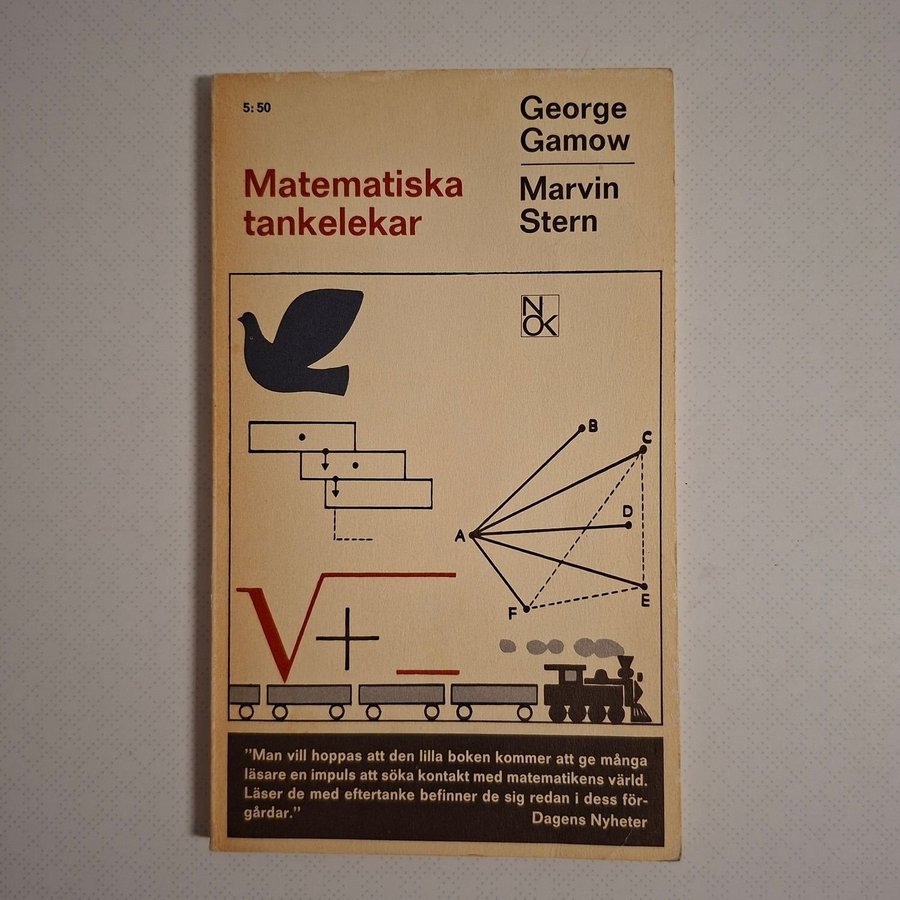 5:50
George
Gamow
Marvin
Stern
Matematiska
tankelekar
N
OK
B
C
D
A
E
F
√
+
–
"Man vill hoppas att den lilla boken kommer att ge många
läsare en impuls att söka kontakt med matematikens värld.
Läser de med eftertanke befinner de sig redan i dess för-
gårdar."
Dagens Nyheter